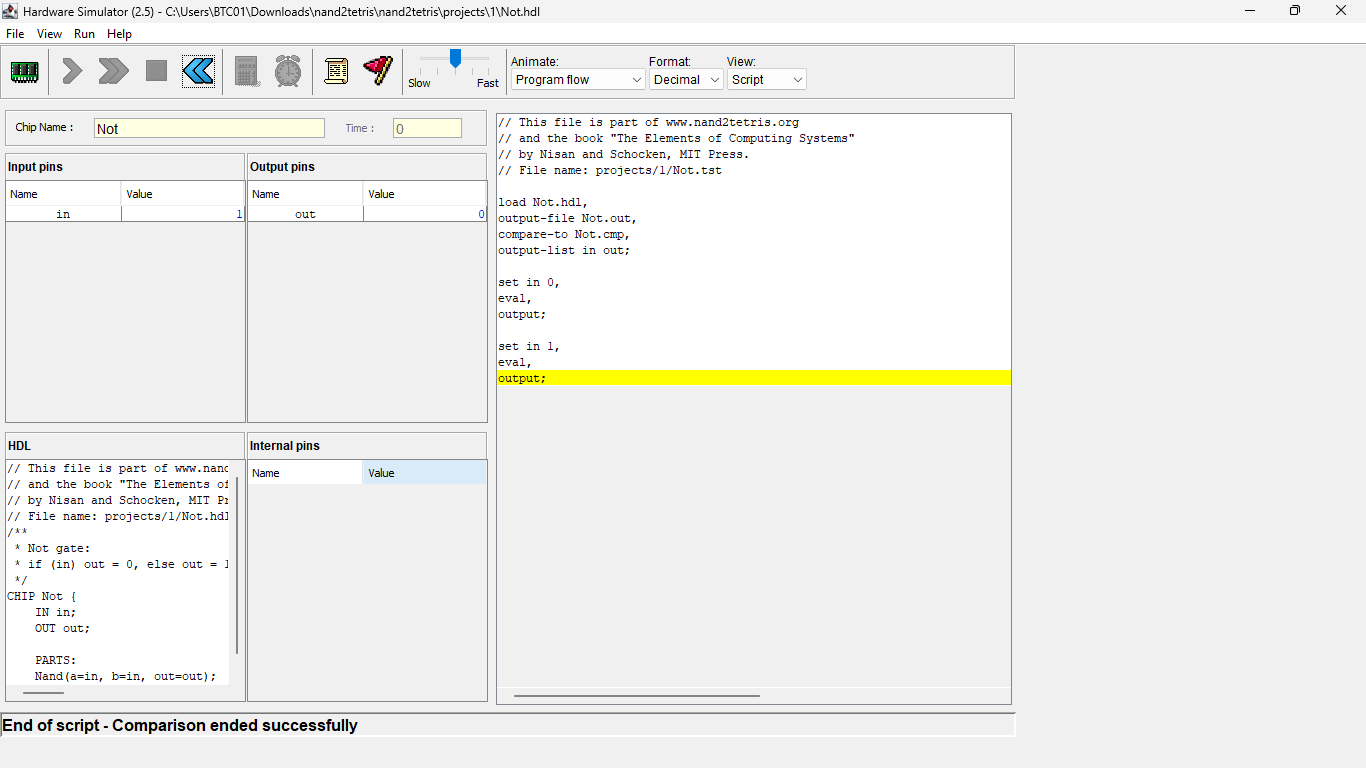 Hardware Simulator (2.5) - C:\Users\BTC01\Downloads\nand2tetris\nand2tetris\projects\1\Not.hdl
File View Run Help
Slow Fast
Animate: Format: View:
Program flow Decimal Script
Chip Name : Not Time : 0
Input pins
Name Value
in 1
Output pins
Name Value
out 0
HDL
// This file is part of www.nand
// and the book "The Elements of
// by Nisan and Schocken, MIT Pr
// File name: projects/1/Not.hdl
/**
* Not gate:
* if (in) out = 0, else out = 1
*/
CHIP Not {
IN in;
OUT out;
PARTS:
Nand(a=in, b=in, out=out);
Internal pins
Name Value
// This file is part of www.nand2tetris.org
// and the book "The Elements of Computing Systems"
// by Nisan and Schocken, MIT Press.
// File name: projects/1/Not.tst
load Not.hdl,
output-file Not.out,
compare-to Not.cmp,
output-list in out;
set in 0,
eval,
output;
set in 1,
eval,
output;
End of script - Comparison ended successfully